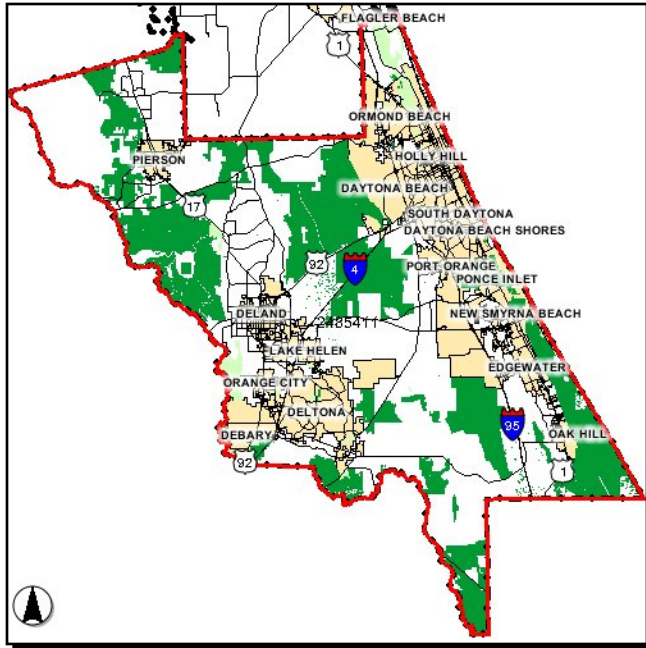 FLAGLER BEACH
1
ORMOND BEACH
HOLLY HILL
PIERSON
DAYTONA BEACH
17
SOUTH DAYTONA
DAYTONA BEACH SHORES
92
4
PORT ORANGE
PONCE INLET
DELAND
2435411
NEW SMYRNA BEACH
LAKE HELEN
EDGEWATER
ORANGE CITY
DELTONA
95
DEBARY
OAK HILL
92
1